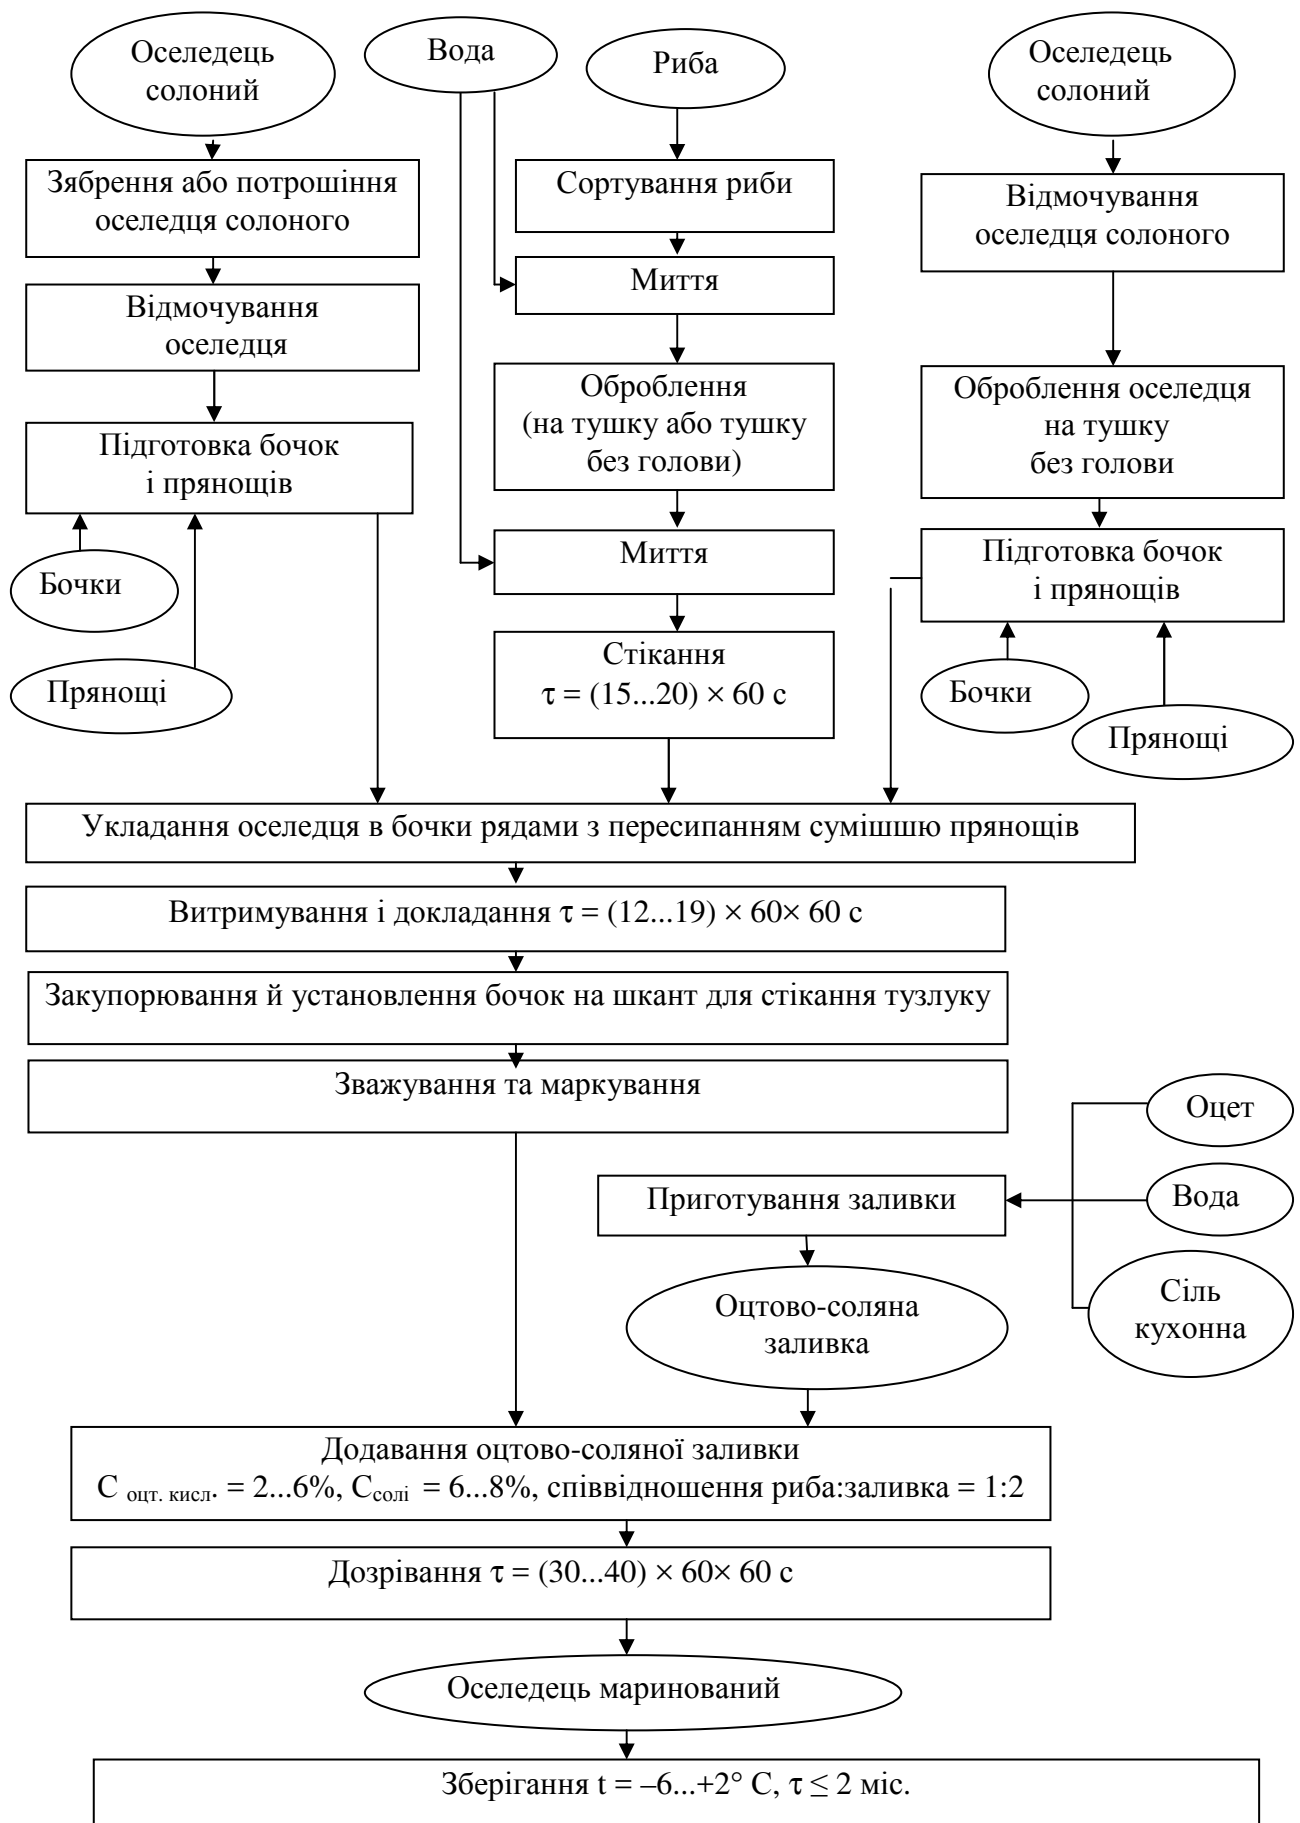 Оселедець
солоний
Вода
Риба
Оселедець
солоний
Зябрення або потрошіння
оселедця солоного
Сортування риби
Відмочування
оселедця солоного
Миття
Відмочування
оселедця
Оброблення
(на тушку або тушку
без голови)
Оброблення оселедця
на тушку
без голови
Підготовка бочок
і прянощів
Миття
Підготовка бочок
і прянощів
Бочки
Прянощі
Стікання
τ = (15...20) × 60 с
Бочки
Прянощі
Укладання оселедця в бочки рядами з пересипанням сумішшю прянощів
Витримування і докладання τ = (12...19) × 60× 60 с
Закупорювання й установлення бочок на шкант для стікання тузлуку
Зважування та маркування
Оцет
Приготування заливки
Вода
Оцтово-соляна
заливка
Сіль
кухонна
Додавання оцтово-соляної заливки
С оцт. кисл. = 2...6%, Ссолі = 6...8%, співвідношення риба:заливка = 1:2
Дозрівання τ = (30...40) × 60× 60 с
Оселедець маринований
Зберігання t = –6...+2° С, τ ≤ 2 міс.